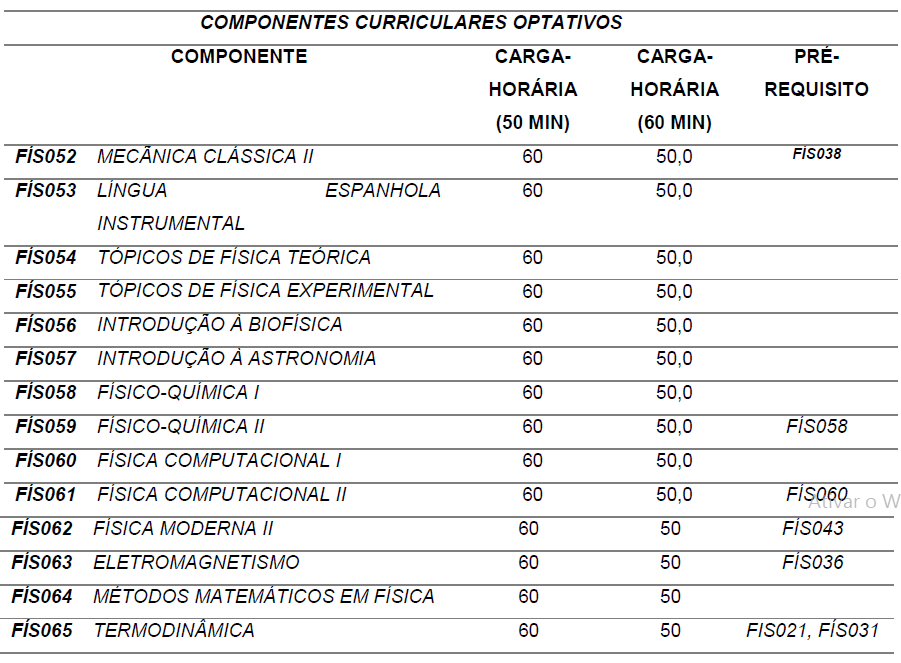 COMPONENTES CURRICULARES OPTATIVOS
COMPONENTE CARGA- CARGA- PRÉ-
HORÁRIA HORÁRIA REQUISITO
(50 MIN) (60 MIN)
FÍS052 MECÃNICA CLÁSSICA II 60 50,0 FÍS038
FÍS053 LÍNGUA ESPANHOLA 60 50,0
INSTRUMENTAL
FÍS054 TÓPICOS DE FÍSICA TEÓRICA 60 50,0
FÍS055 TÓPICOS DE FÍSICA EXPERIMENTAL 60 50,0
FÍS056 INTRODUÇÃO À BIOFÍSICA 60 50,0
FÍS057 INTRODUÇÃO À ASTRONOMIA 60 50,0
FÍS058 FÍSICO-QUÍMICA I 60 50,0
FÍS059 FÍSICO-QUÍMICA II 60 50,0 FÍS058
FÍS060 FÍSICA COMPUTACIONAL I 60 50,0
FÍS061 FÍSICA COMPUTACIONAL II 60 50,0 FÍS060
Ativar o W
FÍS062 FÍSICA MODERNA II 60 50 FÍS043
FÍS063 ELETROMAGNETISMO 60 50 FÍS036
FÍS064 MÉTODOS MATEMÁTICOS EM FÍSICA 60 50
FÍS065 TERMODINÂMICA 60 50 FIS021, FÍS031